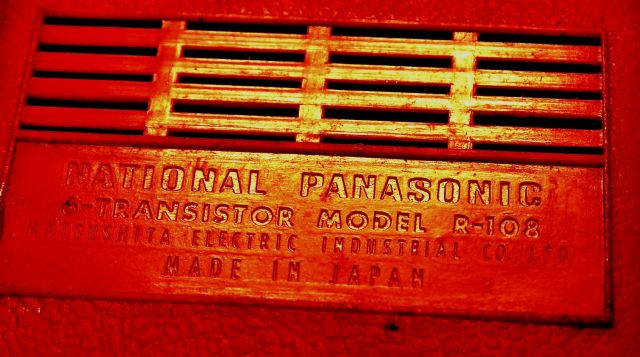 NATIONAL PANASONIC
6-TRANSISTOR MODEL R-108
MATSUSHITA ELECTRIC INDUSTRIAL CO., LTD.
MADE IN JAPAN